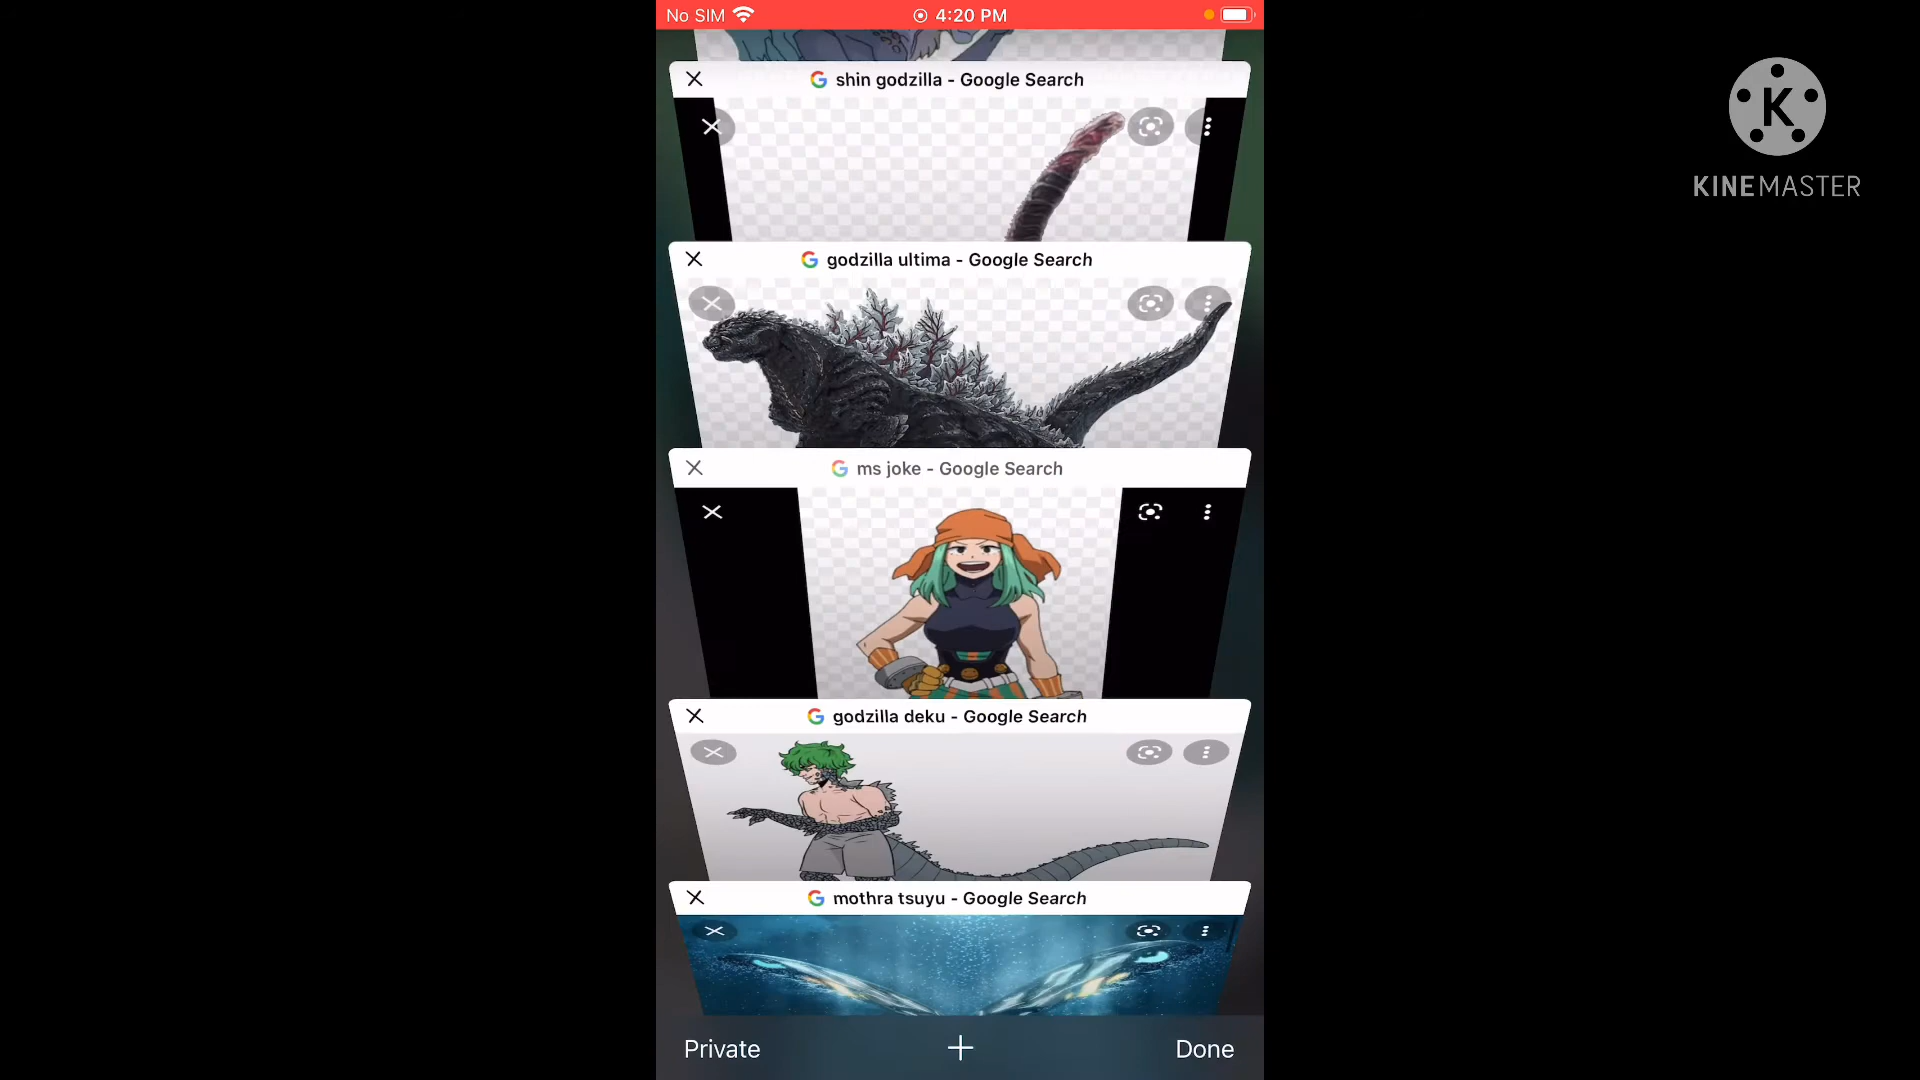 No SIM
4:20 PM
shin godzilla - Google Search
godzilla ultima - Google Search
ms joke - Google Search
godzilla deku - Google Search
mothra tsuyu - Google Search
Private
Done
K
KINEMASTER